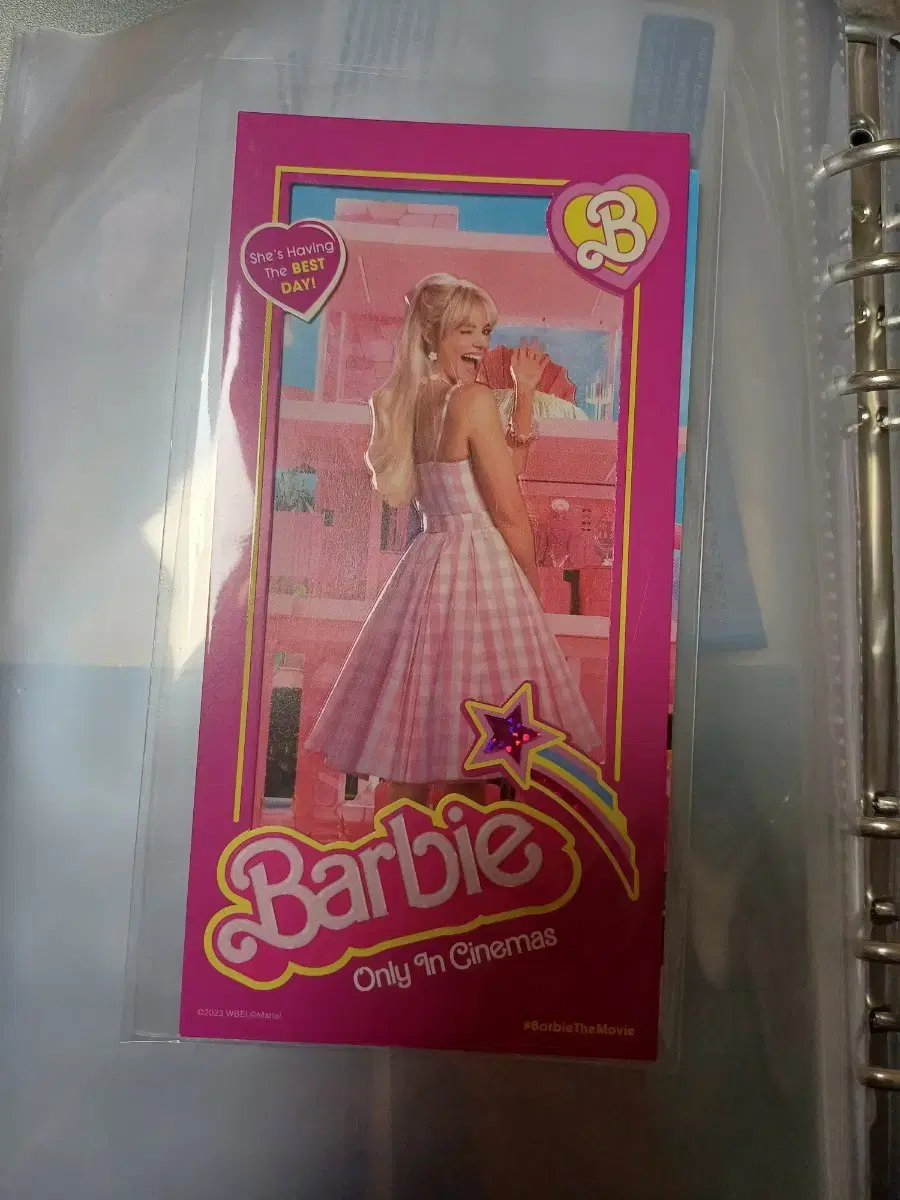 She's Having
The BEST
DAY!
B
Barbie
Only In Cinemas
©2023 WBEI©Mattel
#BarbieTheMovie